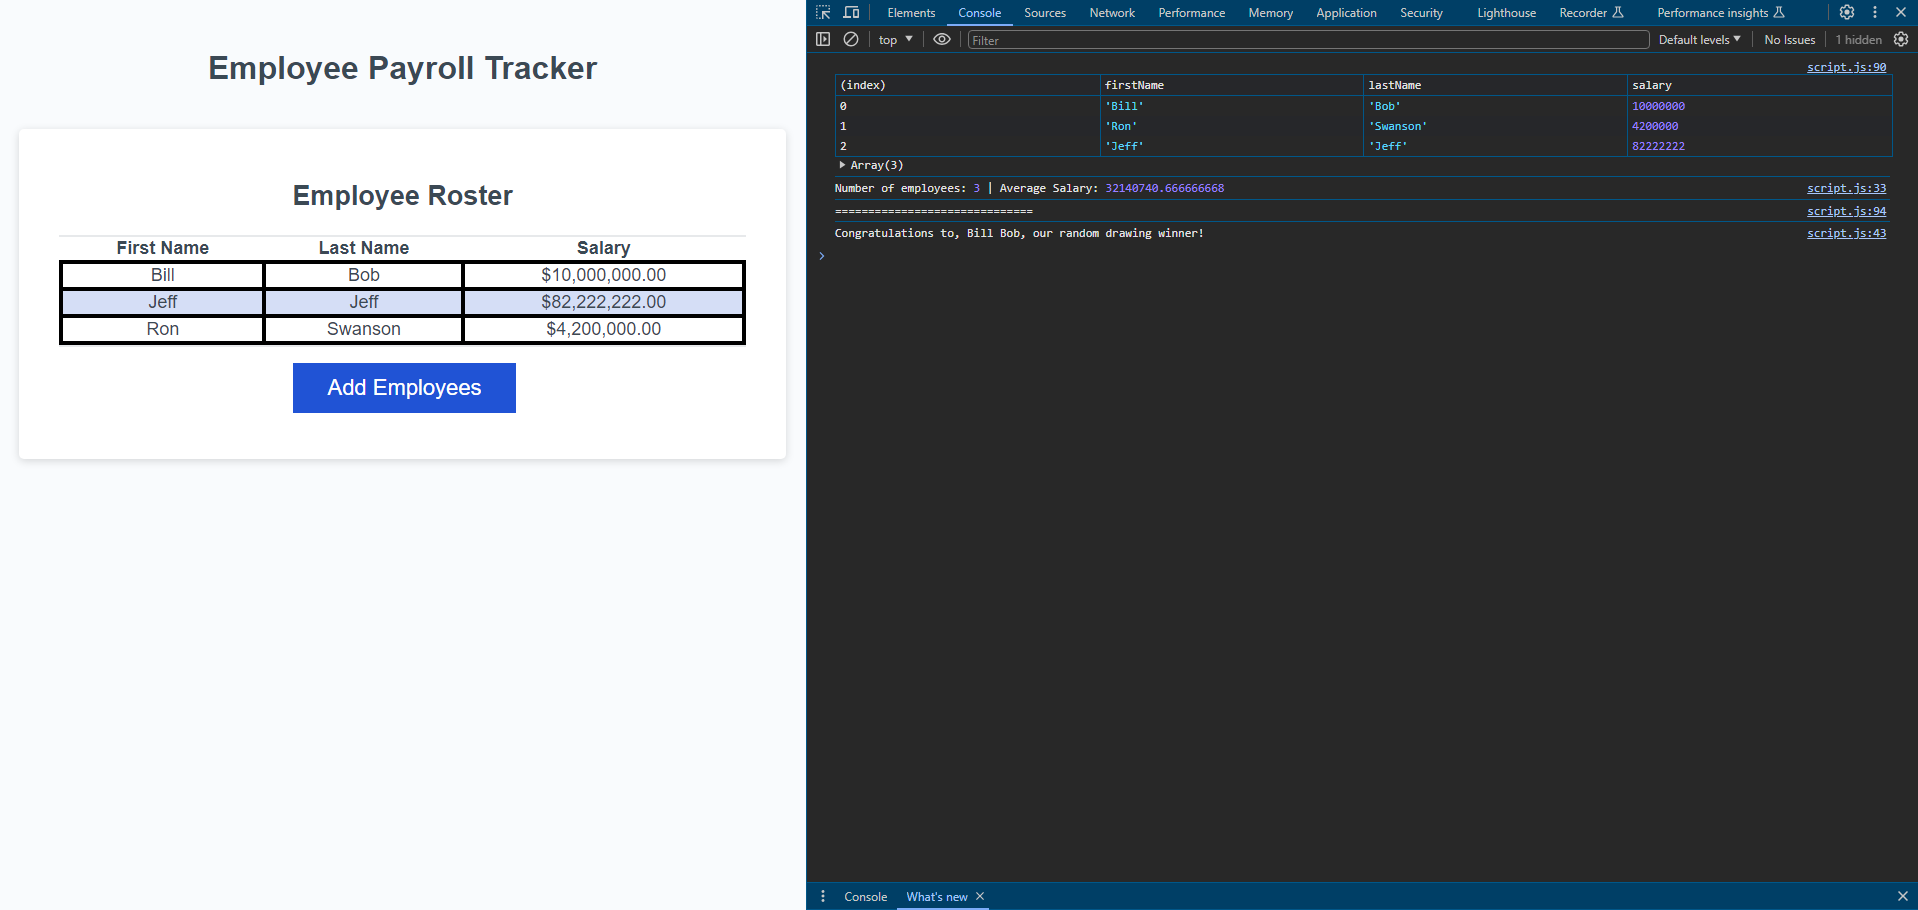 Employee Payroll Tracker
Employee Roster
First Name Last Name Salary
Bill Bob $10,000,000.00
Jeff Jeff $82,222,222.00
Ron Swanson $4,200,000.00
Add Employees
Elements Console Sources Network Performance Memory Application Security Lighthouse Recorder Performance insights
top Filter Default levels No Issues 1 hidden
script.js:90
(index) firstName lastName salary
0 'Bill' 'Bob' 10000000
1 'Ron' 'Swanson' 4200000
2 'Jeff' 'Jeff' 82222222
Array(3)
Number of employees: 3 | Average Salary: 32140740.666666668 script.js:33
============================== script.js:94
Congratulations to, Bill Bob, our random drawing winner! script.js:43
Console What's new